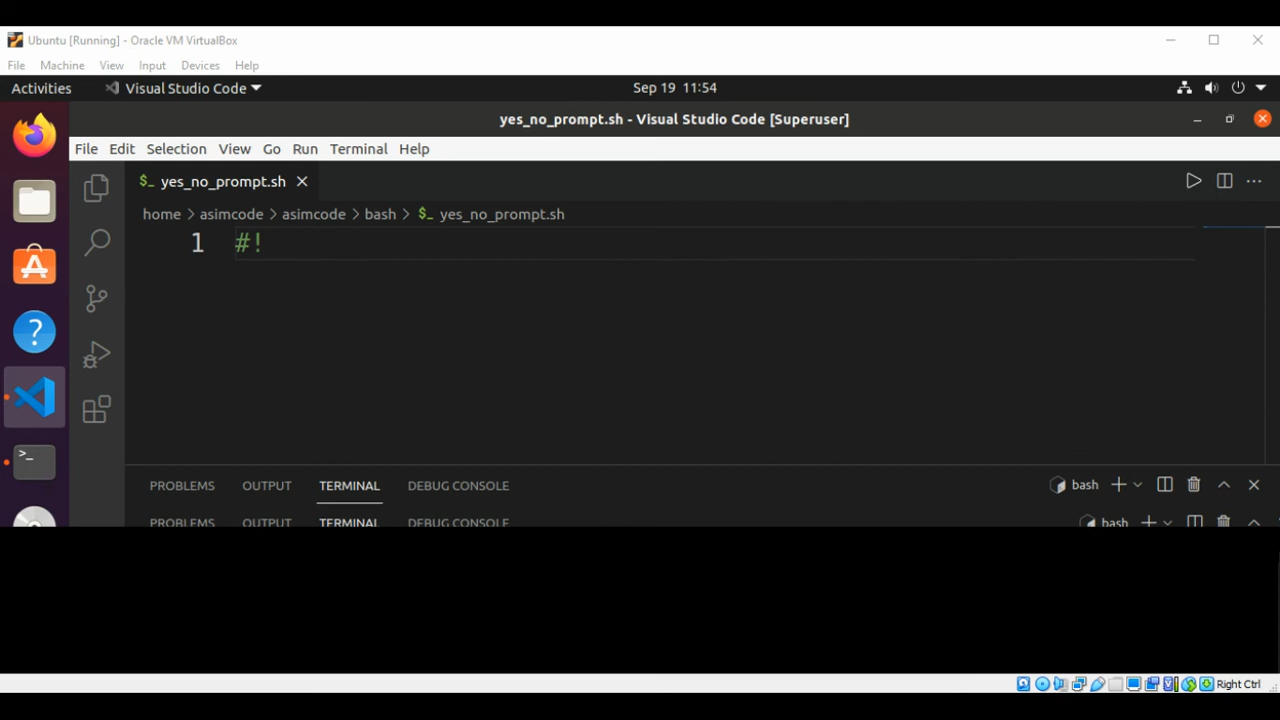 Ubuntu [Running] - Oracle VM VirtualBox
File Machine View Input Devices Help
Activities Visual Studio Code Sep 19 11:54
yes_no_prompt.sh - Visual Studio Code [Superuser]
File Edit Selection View Go Run Terminal Help
$_ yes_no_prompt.sh
home > asimcode > asimcode > bash > $_ yes_no_prompt.sh
1 #!
PROBLEMS OUTPUT TERMINAL DEBUG CONSOLE bash
PROBLEMS OUTPUT TERMINAL DEBUG CONSOLE bash
Right Ctrl